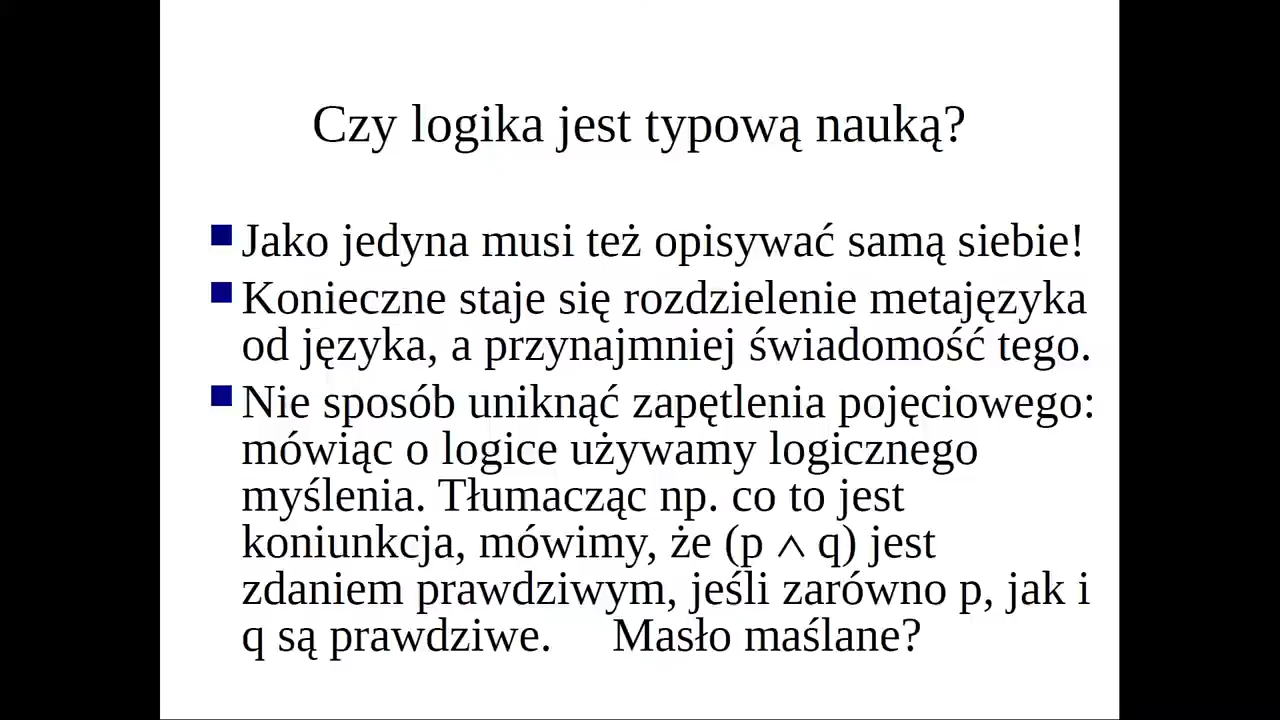 Czy logika jest typową nauką?
Jako jedyna musi też opisywać samą siebie!
Konieczne staje się rozdzielenie metajęzyka
od języka, a przynajmniej świadomość tego.
Nie sposób uniknąć zapętlenia pojęciowego:
mówiąc o logice używamy logicznego
myślenia. Tłumacząc np. co to jest
koniunkcja, mówimy, że (p ∧ q) jest
zdaniem prawdziwym, jeśli zarówno p, jak i
q są prawdziwe. Masło maślane?